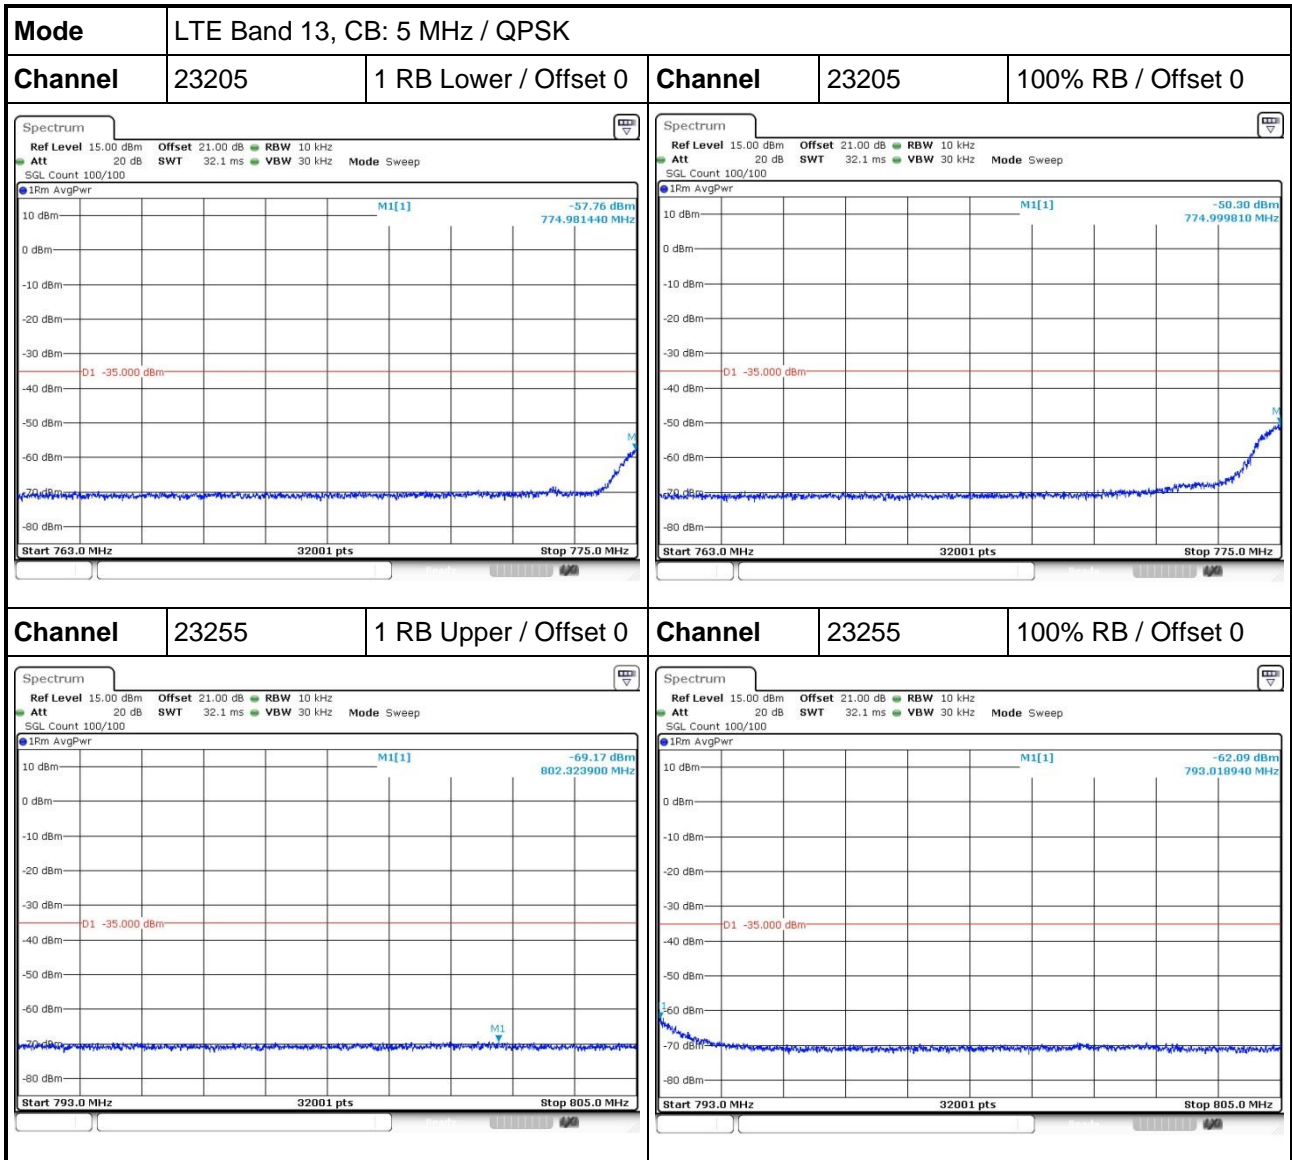 Mode LTE Band 13, CB: 5 MHz / QPSK
Channel 23205 1 RB Lower / Offset 0 Channel 23205 100% RB / Offset 0
Spectrum
Ref Level 15.00 dBm Offset 21.00 dB RBW 10 kHz
Att 20 dB SWT 32.1 ms VBW 30 kHz Mode Sweep
SGL Count 100/100
1Rm AvgPwr
M1[1] -57.76 dBm
774.981440 MHz
10 dBm
0 dBm
-10 dBm
-20 dBm
-30 dBm
D1 -35.000 dBm
-40 dBm
-50 dBm
M
-60 dBm
-70 dBm
-80 dBm
Start 763.0 MHz 32001 pts Stop 775.0 MHz
Spectrum
Ref Level 15.00 dBm Offset 21.00 dB RBW 10 kHz
Att 20 dB SWT 32.1 ms VBW 30 kHz Mode Sweep
SGL Count 100/100
1Rm AvgPwr
M1[1] -50.30 dBm
774.999810 MHz
10 dBm
0 dBm
-10 dBm
-20 dBm
-30 dBm
D1 -35.000 dBm
-40 dBm
M
-50 dBm
-60 dBm
-70 dBm
-80 dBm
Start 763.0 MHz 32001 pts Stop 775.0 MHz
Channel 23255 1 RB Upper / Offset 0 Channel 23255 100% RB / Offset 0
Spectrum
Ref Level 15.00 dBm Offset 21.00 dB RBW 10 kHz
Att 20 dB SWT 32.1 ms VBW 30 kHz Mode Sweep
SGL Count 100/100
1Rm AvgPwr
M1[1] -69.17 dBm
802.323900 MHz
10 dBm
0 dBm
-10 dBm
-20 dBm
-30 dBm
D1 -35.000 dBm
-40 dBm
-50 dBm
-60 dBm
M1
-70 dBm
-80 dBm
Start 793.0 MHz 32001 pts Stop 805.0 MHz
Spectrum
Ref Level 15.00 dBm Offset 21.00 dB RBW 10 kHz
Att 20 dB SWT 32.1 ms VBW 30 kHz Mode Sweep
SGL Count 100/100
1Rm AvgPwr
M1[1] -62.09 dBm
793.018940 MHz
10 dBm
0 dBm
-10 dBm
-20 dBm
-30 dBm
D1 -35.000 dBm
-40 dBm
-50 dBm
1
-60 dBm
-70 dBm
-80 dBm
Start 793.0 MHz 32001 pts Stop 805.0 MHz